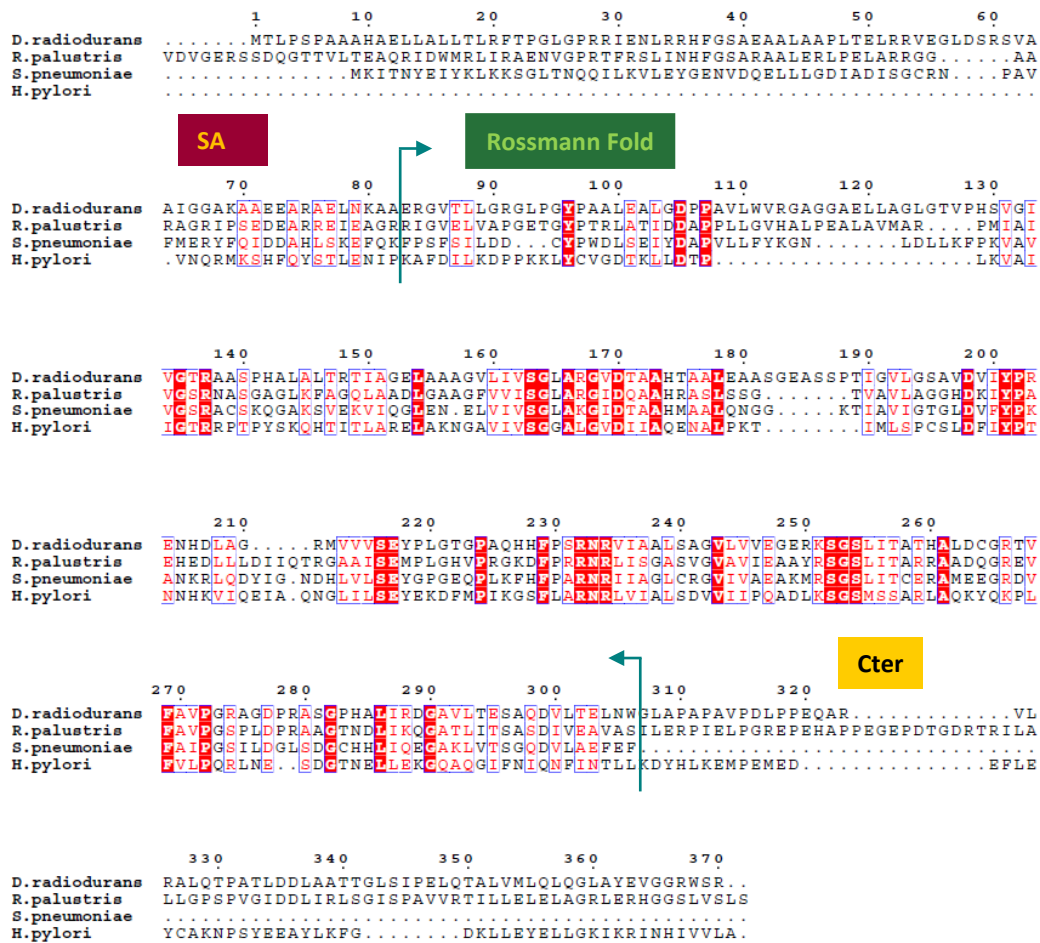 1 10 20 30 40 50 60
D.radiodurans .......MTLPSPAAAHAELLALLTLRFTPGLGPRRIENLRRHFGSAEAALAAPLTELRRVEGLDSRSVA
R.palustris VDVGERSSDQGTTVLTEAQRIDWMRLIRAENVGPRTFRSLINHFGSARAALERLPELARRGG.....AA
S.pneumoniae ...............MKITNYEIYKLKKSGLTNQQILKVLEYGENVDQELLLGDIADISGCRN....PAV
H.pylori ......................................................................
SA Rossmann Fold
70 80 90 100 110 120 130
D.radiodurans AIGGAKAAEEARAELNKAAERGVTLLGRGLPGYPAALEALGDPPAVLWVRGAGGAELLAGLGTVPHSVGI
R.palustris RAGRIPSEDEARREIEAGRRIGVELVAPGETGYPTRLATIDDAPPLLGVHALPEALAVMAR....PMIAI
S.pneumoniae FMERYFQIDDAHLSKEFQKFPSFSILDD..CYPWDLSEIYDAPVLLFYKGN.......LDLLKFPKVAV
H.pylori .VNQRMKSHFQYSTLENIPKAFDILKDPPKKLYCVGDTKLLDTP.....................LKVAI
140 150 160 170 180 190 200
D.radiodurans VGTRAASPHALALTRTIAGELAAAGVLIVSGLARGVDTAAHTAALEAASGEASSPTIGVLGSAVDVIYPR
R.palustris VGSRNASGAGLKFAGQLAADLGAAGFVVISGLARGIDQAAHRASLSSG.......TVAVLAGGHDKIYPA
S.pneumoniae VGSRACSKQGAKSVEKVIQGLEN.ELVIVSGLAKGIDTAAHMAALQNGG......KTIAVIGTGLDVFYPK
H.pylori IGTRRPTPYSKQHTITLARELAKNGAVIVSGGALGVDIIAQENALPKT........IMLSPCSLDFIYPT
210 220 230 240 250 260
D.radiodurans ENHDLAG.....RMVVVSEYPLGTGPAQHHFPSRNRVIAALSAGVLVVEGERKSGSLITATHALDCGRTV
R.palustris EHEDLLLDIIQTRGAAISEMPLGHVPRGKDFPRRNRLISGASVGVAVIEAAYRSGSLITARRAADQGREV
S.pneumoniae ANKRLQDYIG.NDHLVLSEYGPGEQPLKFHFPARNRIIAGLCRGVIVAEAKMRSGSLITCERAMEEGRDV
H.pylori NNHKVIQEIA.QNGLILSEYEKDFMPIKGSFLARNRLVIALSDVVIIPQADLKSGSMSSARLAQKYQKPL
Cter
270 280 290 300 310 320
D.radiodurans FAVPGRAGDPRASGPHALIRDGAVLTESAQDVLTELNWGLAPAPAVPDLPPEQAR.............VL
R.palustris FAVPGSPLDPRAAGTNDLIKQGATLITSASDIVEAVASILERPIELPGREPEHAPPEGEPDTGDRTRILA
S.pneumoniae FAIPGSILDGLSDGCHHLIQEGAKLVTSGQDVLAEFEF................................
H.pylori FVLPQRLNE..SDGTNELLEKGQAQGIFNIQNFINTLLKDYHLKEMPEMED...............EFLE
330 340 350 360 370
D.radiodurans RALQTPATLDDLAATTGLSIPELQTALVMLQLQGLAYEVGGRWSR..
R.palustris LLGPSPVGIDDLIRLSGISPAVVRTILLELELAGRLERHGGSLVSLS
S.pneumoniae ...............................................
H.pylori YCAKNPSYEEAYLKFG........DKLLEYELLGKIKRINHIVVLA.